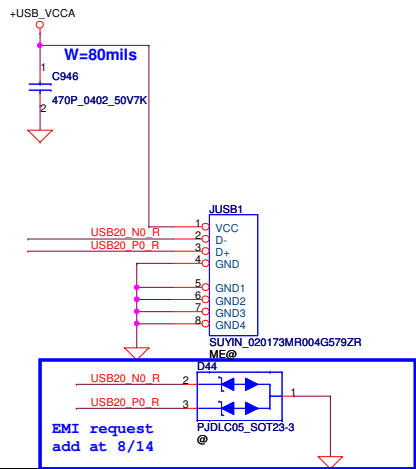 +USB_VCCA
W=80mils
1
C946
470P_0402_50V7K
2
JUSB1
1 VCC
USB20_N0_R 2 D-
USB20_P0_R 3 D+
4 GND
5 GND1
6 GND2
7 GND3
8 GND4
SUYIN_020173MR004G579ZR
ME@
D44
USB20_N0_R 2
1
USB20_P0_R 3
PJDLC05_SOT23-3
@
EMI request
add at 8/14